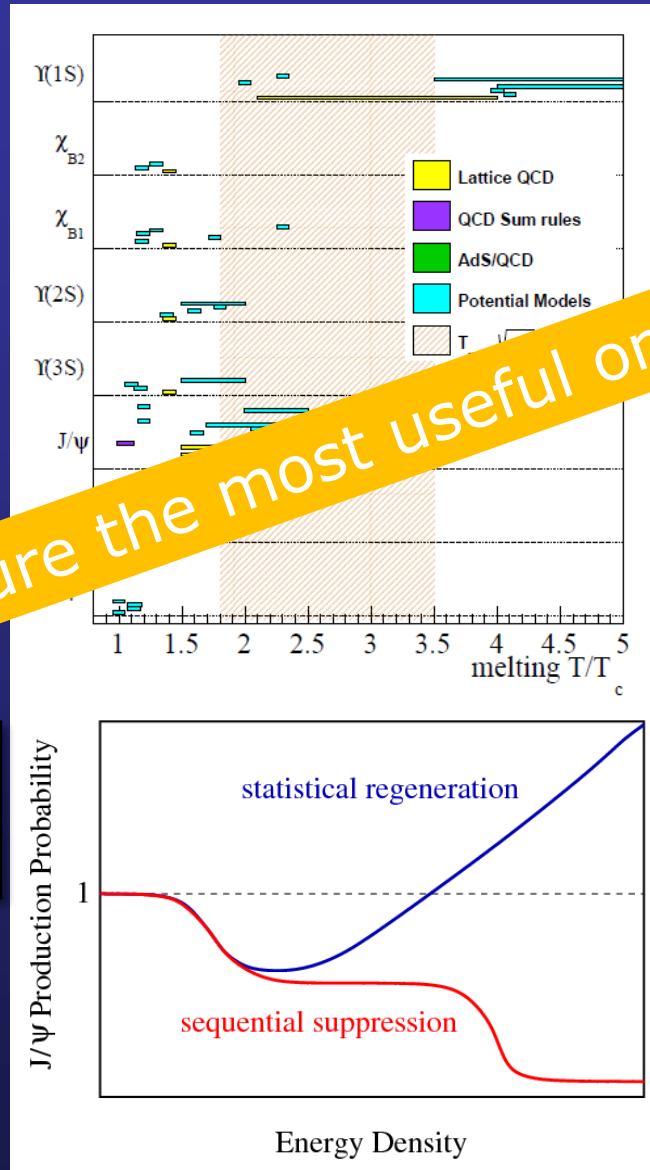 ϒ(1S)
χ B2
χ B1
ϒ(2S)
ϒ(3S)
J/ψ
Lattice QCD
QCD Sum rules
AdS/QCD
Potential Models
T
the most useful
1 1.5 2 2.5 3 3.5 4 4.5 5
melting T/T c
J/ψ Production Probability
statistical regeneration
1
sequential suppression
Energy Density